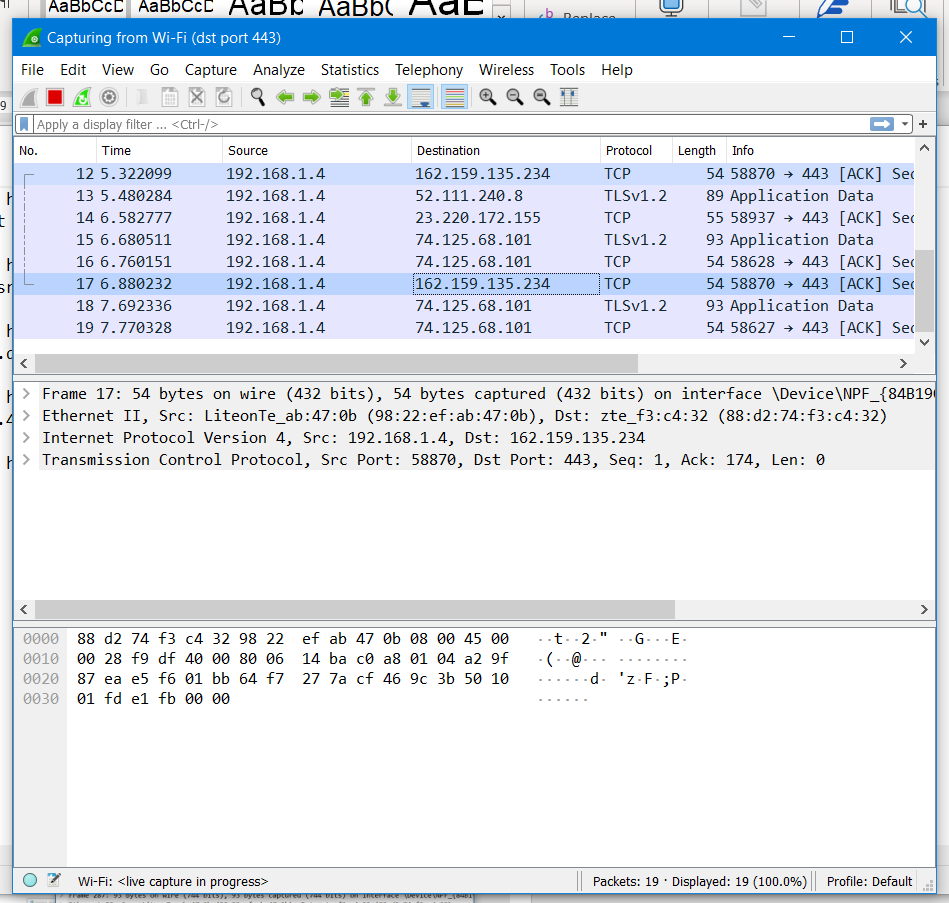 AaBbCcD AaBbCcD AaBbC AaBbC AaB
Replace
Capturing from Wi-Fi (dst port 443)
File Edit View Go Capture Analyze Statistics Telephony Wireless Tools Help
Apply a display filter ... <Ctrl-/>
No. Time Source Destination Protocol Length Info
12 5.322099 192.168.1.4 162.159.135.234 TCP 54 58870 → 443 [ACK] Sec
13 5.480284 192.168.1.4 52.111.240.8 TLSv1.2 89 Application Data
14 6.582777 192.168.1.4 23.220.172.155 TCP 55 58937 → 443 [ACK] Sec
15 6.680511 192.168.1.4 74.125.68.101 TLSv1.2 93 Application Data
16 6.760151 192.168.1.4 74.125.68.101 TCP 54 58628 → 443 [ACK] Sec
17 6.880232 192.168.1.4 162.159.135.234 TCP 54 58870 → 443 [ACK] Sec
18 7.692336 192.168.1.4 74.125.68.101 TLSv1.2 93 Application Data
19 7.770328 192.168.1.4 74.125.68.101 TCP 54 58627 → 443 [ACK] Sec
Frame 17: 54 bytes on wire (432 bits), 54 bytes captured (432 bits) on interface \Device\NPF_{84B19
Ethernet II, Src: LiteonTe_ab:47:0b (98:22:ef:ab:47:0b), Dst: zte_f3:c4:32 (88:d2:74:f3:c4:32)
Internet Protocol Version 4, Src: 192.168.1.4, Dst: 162.159.135.234
Transmission Control Protocol, Src Port: 58870, Dst Port: 443, Seq: 1, Ack: 174, Len: 0
0000 88 d2 74 f3 c4 32 98 22 ef ab 47 0b 08 00 45 00 ··t··2·" ··G···E·
0010 00 28 f9 df 40 00 80 06 14 ba c0 a8 01 04 a2 9f ·(··@··· ········
0020 87 ea e5 f6 01 bb 64 f7 27 7a cf 46 9c 3b 50 10 ······d· 'z·F·;P·
0030 01 fd e1 fb 00 00 ······
Wi-Fi: <live capture in progress> Packets: 19 · Displayed: 19 (100.0%) Profile: Default